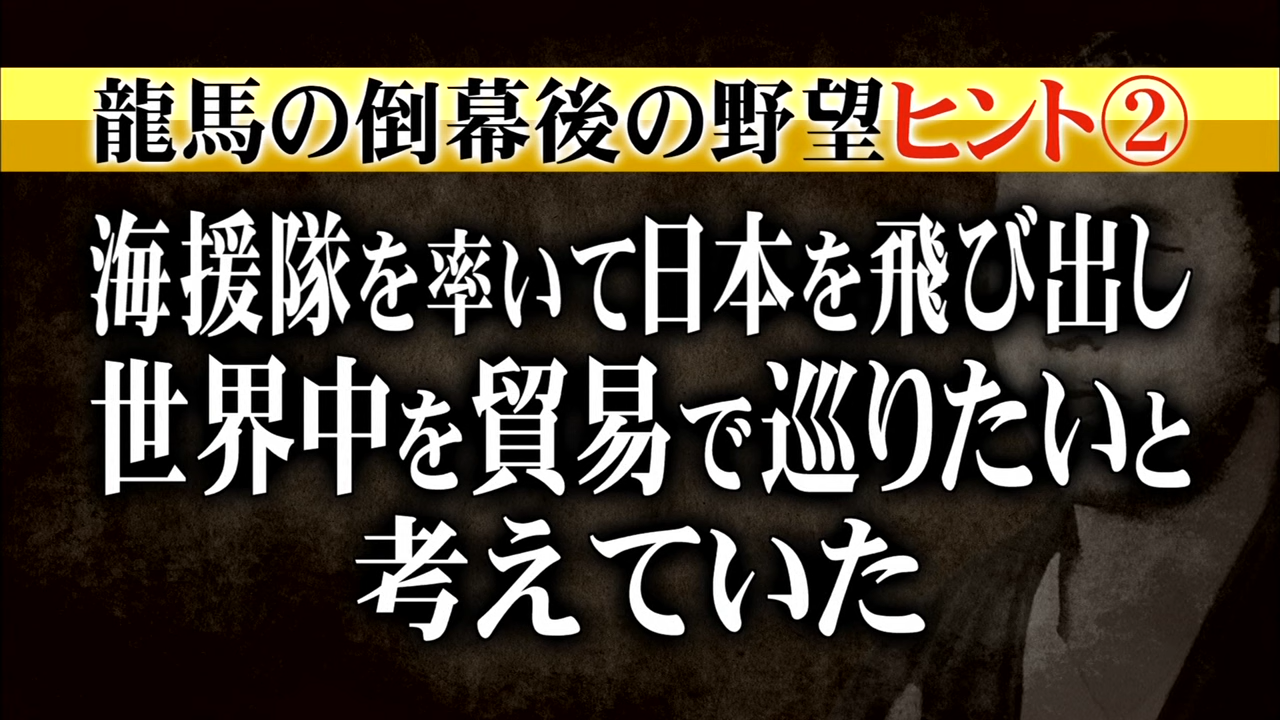 龍馬の倒幕後の野望ヒント②
海援隊を率いて日本を飛び出し
世界中を貿易で巡りたいと
考えていた